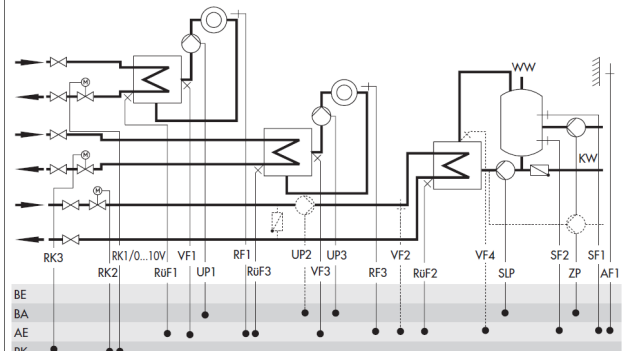 M
WW
M
KW
M
RK3
RK1/0...10V
VF1
RF1
UP2
UP3
VF2
VF4
SF2
SF1
RK2
RüF1
UP1
RüF3
VF3
RF3
RüF2
SLP
ZP
AF1
BE
BA
AE
RK